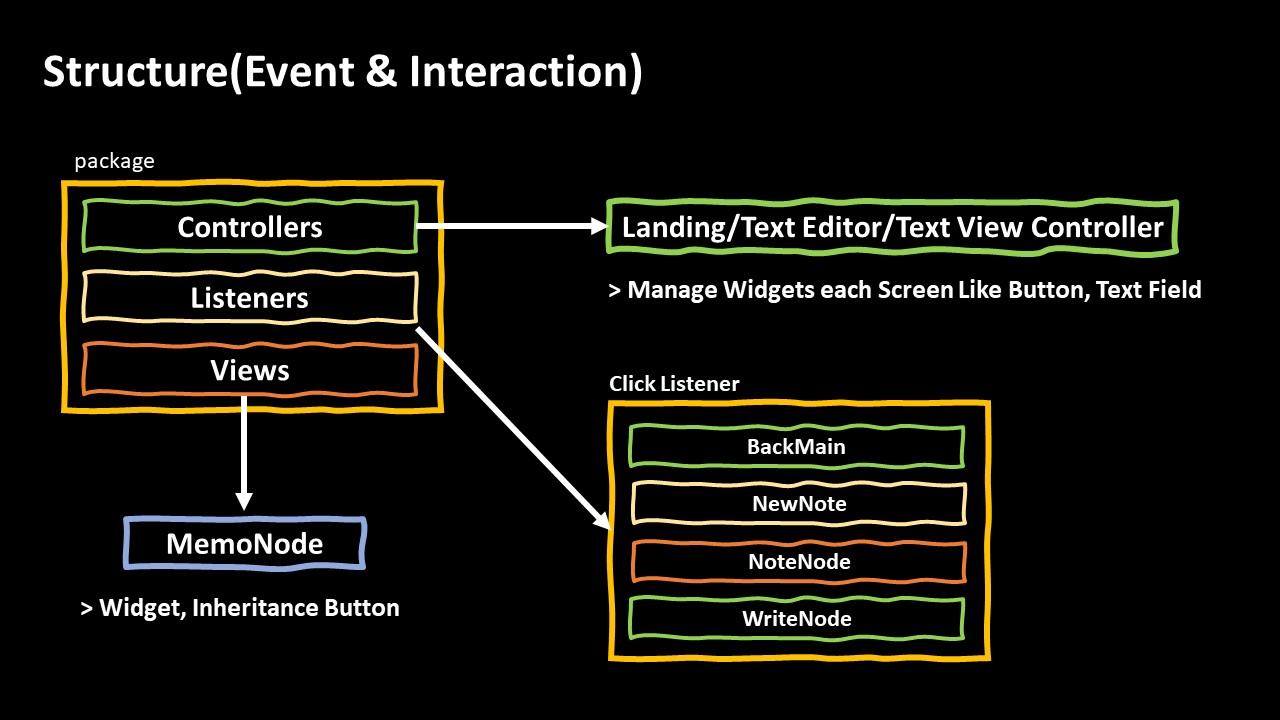 Structure(Event & Interaction)
package
Controllers
Listeners
Views
MemoNode
> Widget, Inheritance Button
Landing/Text Editor/Text View Controller
> Manage Widgets each Screen Like Button, Text Field
Click Listener
BackMain
NewNote
NoteNode
WriteNode